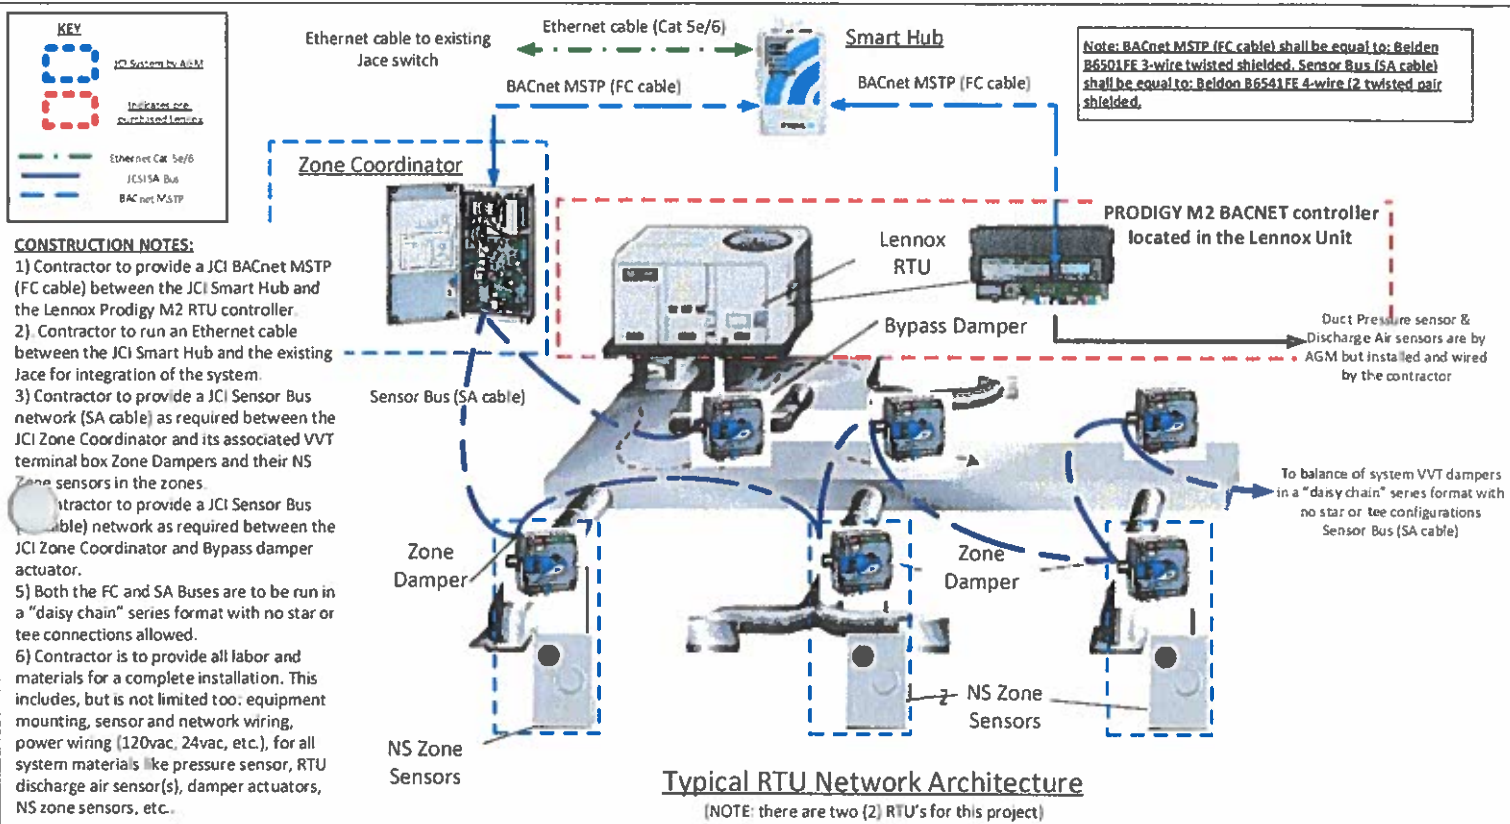 KEY
JCI System by AGM
Indicates pre-
purchased Lennox
Ethernet Cat 5e/6
JCSI SA Bus
BACnet MSTP
Ethernet cable to existing
Jace switch
Ethernet cable (Cat 5e/6)
Smart Hub
BACnet MSTP (FC cable)
BACnet MSTP (FC cable)
Note: BACnet MSTP (FC cable) shall be equal to: Belden
B6501FE 3-wire twisted shielded. Sensor Bus (SA cable)
shall be equal to: Beldon B6541FE 4-wire (2 twisted pair
shielded.
Zone Coordinator
Lennox
RTU
PRODIGY M2 BACNET controller
located in the Lennox Unit
Bypass Damper
Duct Pressure sensor &
Discharge Air sensors are by
AGM but installed and wired
by the contractor
Sensor Bus (SA cable)
To balance of system VVT dampers
in a "daisy chain" series format with
no star or tee configurations
Sensor Bus (SA cable)
CONSTRUCTION NOTES:
1) Contractor to provide a JCI BACnet MSTP
(FC cable) between the JCI Smart Hub and
the Lennox Prodigy M2 RTU controller.
2). Contractor to run an Ethernet cable
between the JCI Smart Hub and the existing
Jace for integration of the system.
3) Contractor to provide a JCI Sensor Bus
network (SA cable) as required between the
JCI Zone Coordinator and its associated VVT
terminal box Zone Dampers and their NS
Zone sensors in the zones.
ntractor to provide a JCI Sensor Bus
able) network as required between the
JCI Zone Coordinator and Bypass damper
actuator.
5) Both the FC and SA Buses are to be run in
a "daisy chain" series format with no star or
tee connections allowed.
6) Contractor is to provide all labor and
materials for a complete installation. This
includes, but is not limited too: equipment
mounting, sensor and network wiring,
power wiring (120vac, 24vac, etc.), for all
system materials like pressure sensor, RTU
discharge air sensor(s), damper actuators,
NS zone sensors, etc.
Zone
Damper
Zone
Damper
NS Zone
Sensors
NS Zone
Sensors
Typical RTU Network Architecture
(NOTE: there are two (2) RTU's for this project)